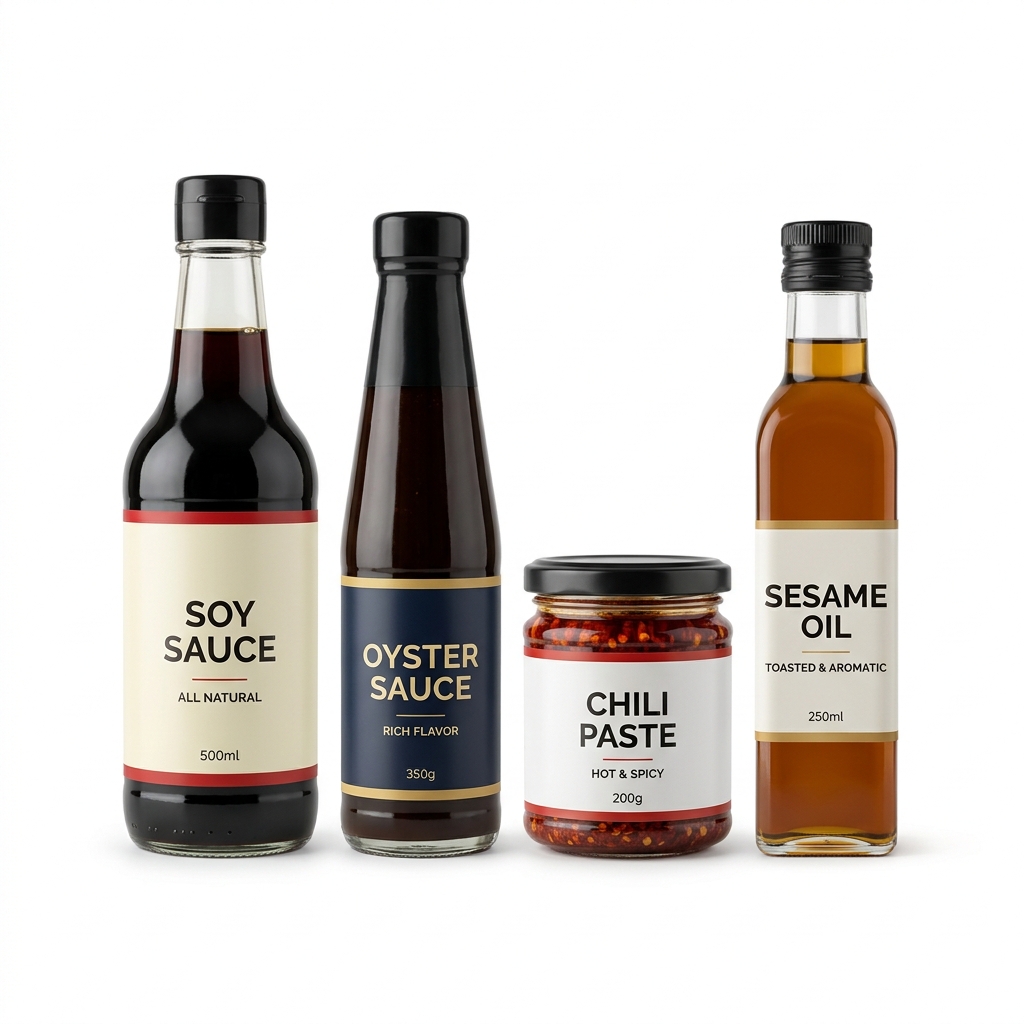 SOY
SAUCE
ALL NATURAL
500ml
OYSTER
SAUCE
RICH FLAVOR
350g
CHILI
PASTE
HOT & SPICY
200g
SESAME
OIL
TOASTED & AROMATIC
250ml